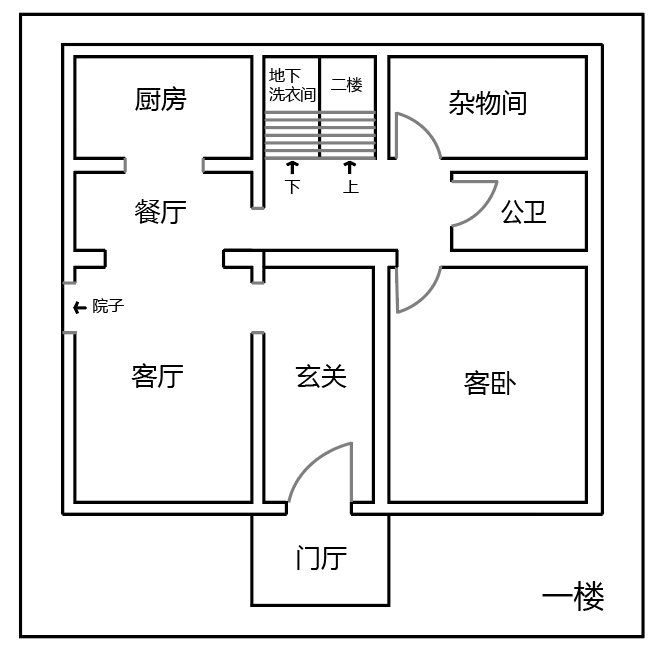 厨房
地下
洗衣间
二楼
杂物间
下
上
餐厅
公卫
院子
客厅
玄关
客卧
门厅
一楼